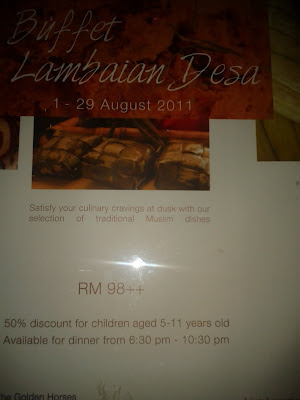 Buffet
Lambaian Desa
1 - 29 August 2011
Satisfy your culinary cravings at dusk with our
selection of traditional Muslim dishes
RM 98++
50% discount for children aged 5-11 years old
Available for dinner from 6:30 pm - 10:30 pm
the Golden Horses